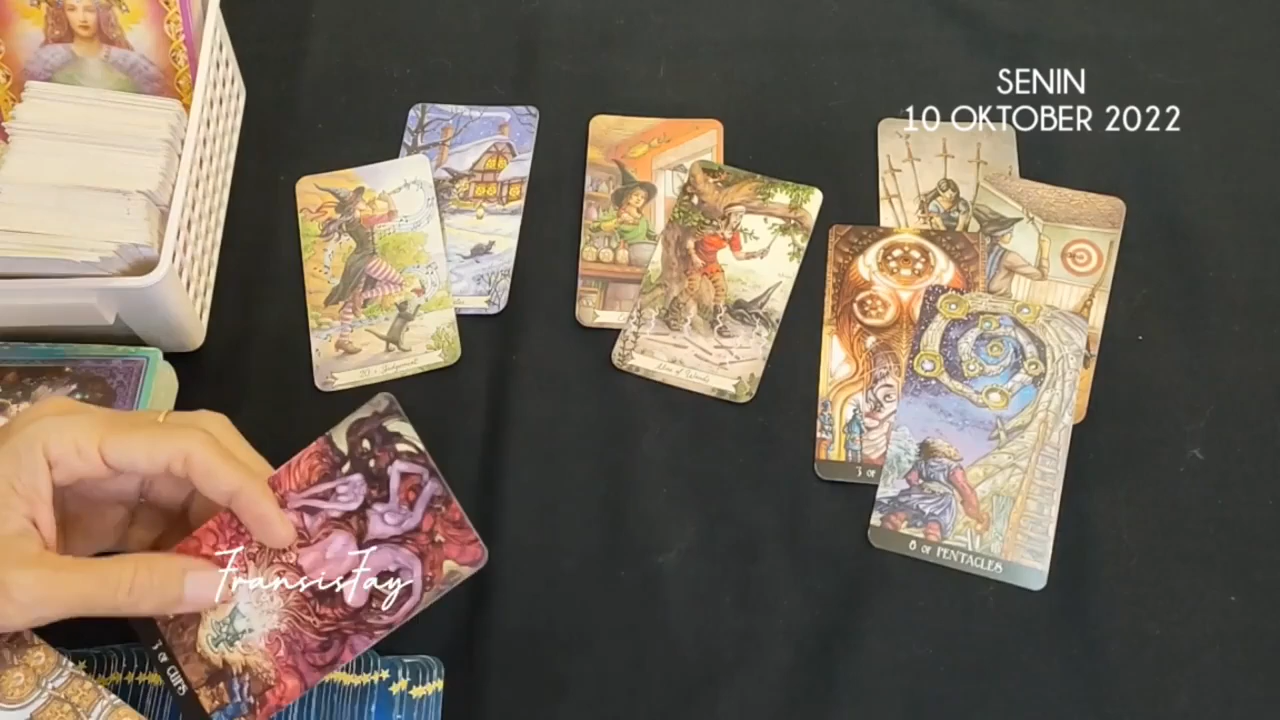 SENIN
10 OKTOBER 2022
20 • Judgement
Nine of Wands
3 OF
8 OF PENTACLES
FransisFay
3 OF CUPS